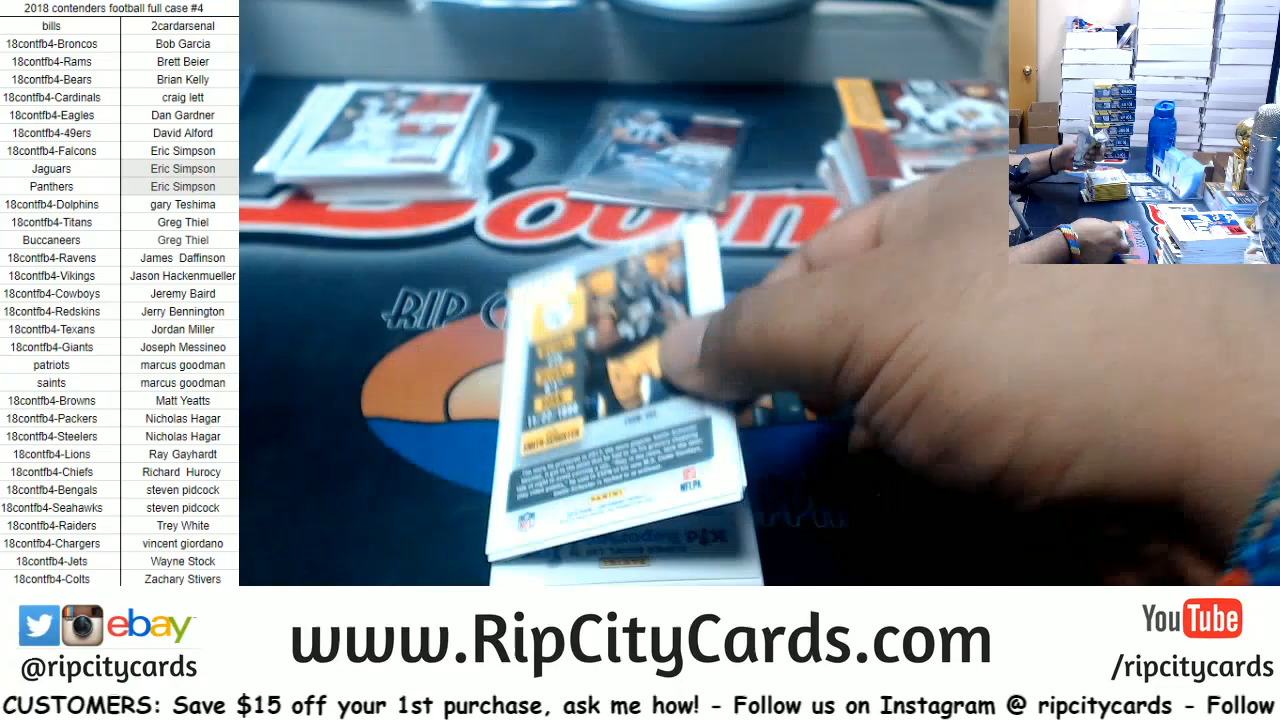 2018 contenders football full case #4
bills 2cardarsenal
18contfb4-Broncos Bob Garcia
18contfb4-Rams Brett Beier
18contfb4-Bears Brian Kelly
18contfb4-Cardinals craig lett
18contfb4-Eagles Dan Gardner
18contfb4-49ers David Alford
18contfb4-Falcons Eric Simpson
Jaguars Eric Simpson
Panthers Eric Simpson
18contfb4-Dolphins gary Teshima
18contfb4-Titans Greg Thiel
Buccaneers Greg Thiel
18contfb4-Ravens James Daffinson
18contfb4-Vikings Jason Hackenmueller
18contfb4-Cowboys Jeremy Baird
18contfb4-Redskins Jerry Bennington
18contfb4-Texans Jordan Miller
18contfb4-Giants Joseph Messineo
patriots marcus goodman
saints marcus goodman
18contfb4-Browns Matt Yeatts
18contfb4-Packers Nicholas Hagar
18contfb4-Steelers Nicholas Hagar
18contfb4-Lions Ray Gayhardt
18contfb4-Chiefs Richard Hurocy
18contfb4-Bengals steven pidcock
18contfb4-Seahawks steven pidcock
18contfb4-Raiders Trey White
18contfb4-Chargers vincent giordano
18contfb4-Jets Wayne Stock
18contfb4-Colts Zachary Stivers
RIP C
SMITH-SCHUSTER
PANINI
NFL
NFLPA
ebay
@ripcitycards
www.RipCityCards.com
YouTube
/ripcitycards
CUSTOMERS: Save $15 off your 1st purchase, ask me how! - Follow us on Instagram @ ripcitycards - Follow